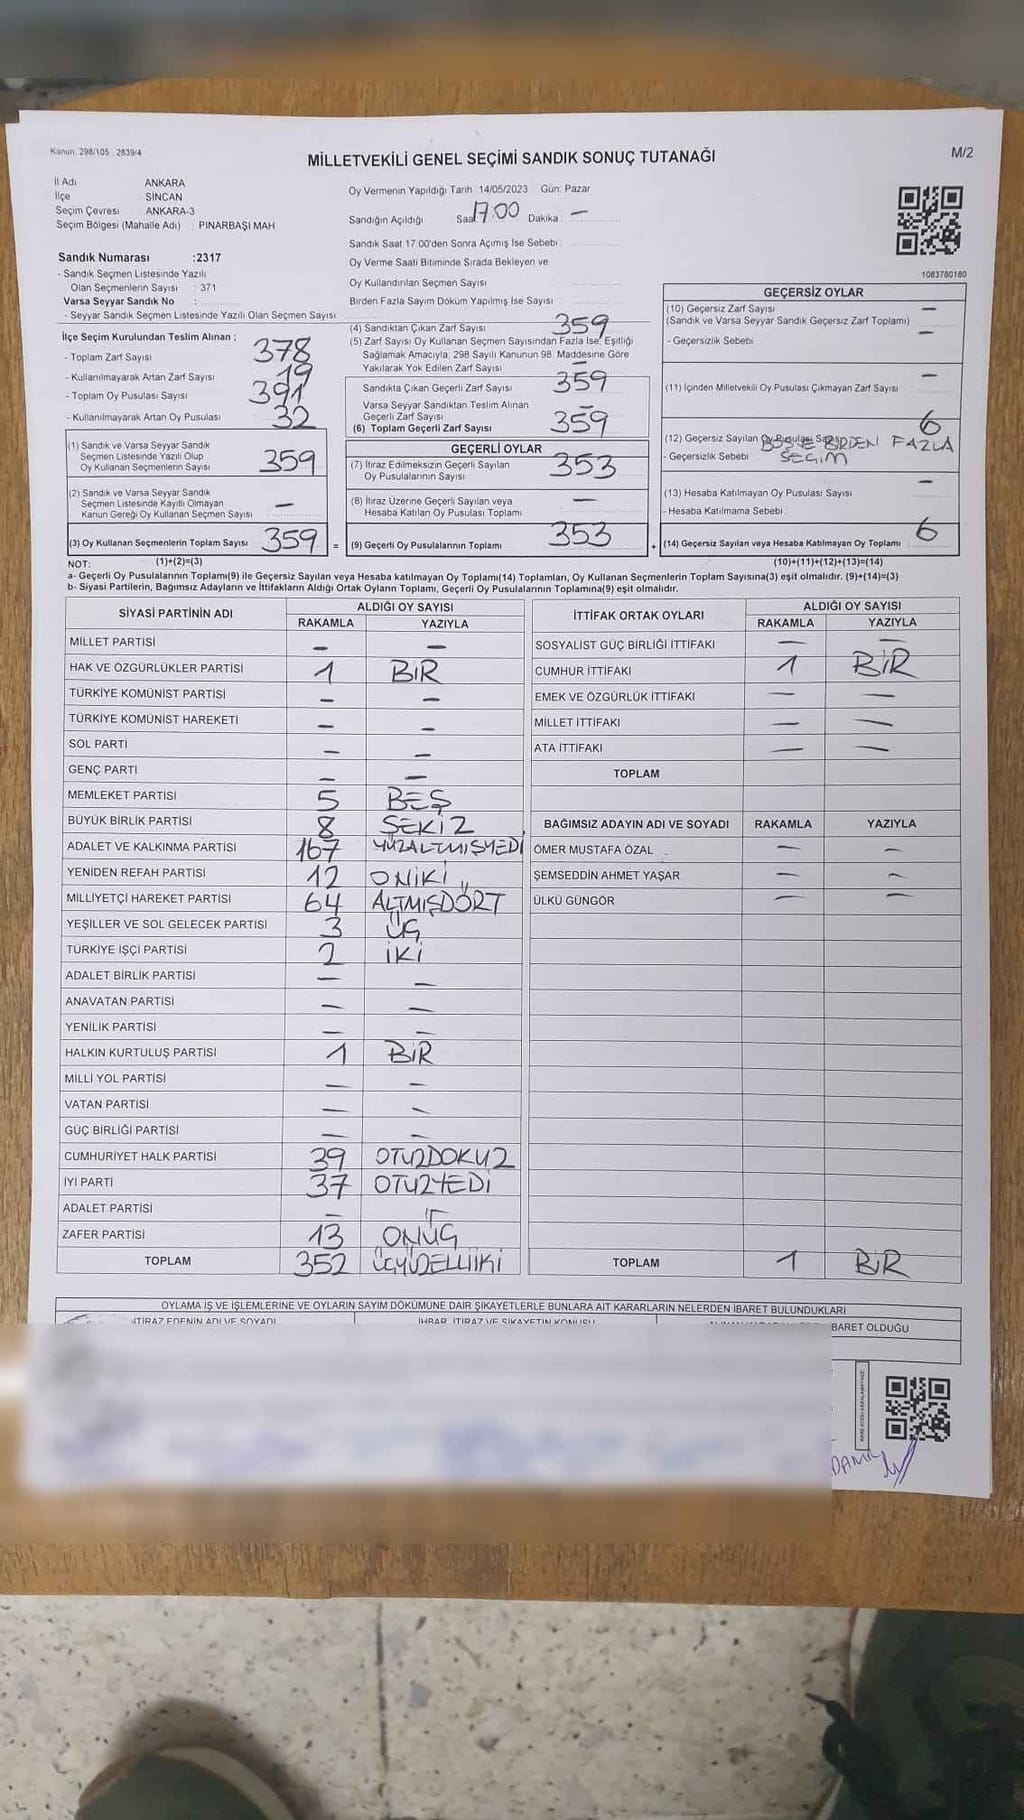 Kanun. 298/105 , 2839/4
MİLLETVEKİLİ GENEL SEÇİMİ SANDIK SONUÇ TUTANAĞI
M/2
İl Adı ANKARA
İlçe SİNCAN
Seçim Çevresi ANKARA-3
Seçim Bölgesi (Mahalle Adı) : PINARBAŞI MAH
Sandık Numarası :2317
- Sandık Seçmen Listesinde Yazılı
Olan Seçmenlerin Sayısı : 371
Varsa Seyyar Sandık No :
- Seyyar Sandık Seçmen Listesinde Yazılı Olan Seçmen Sayısı :
Oy Vermenin Yapıldığı Tarih :14/05/2023 Gün: Pazar
Sandığın Açıldığı Saat 17:00 Dakika : —
Sandık Saat 17:00'den Sonra Açımış İse Sebebi :
Oy Verme Saati Bitiminde Sırada Bekleyen ve
Oy Kullandırılan Seçmen Sayısı :
Birden Fazla Sayım Döküm Yapılmış İse Sayısı :
1083780180
İlçe Seçim Kurulundan Teslim Alınan ;
- Toplam Zarf Sayısı 378
- Kullanılmayarak Artan Zarf Sayısı 19
- Toplam Oy Pusulası Sayısı 391
- Kullanılmayarak Artan Oy Pusulası 32
(1) Sandık ve Varsa Seyyar Sandık
Seçmen Listesinde Yazılı Olup
Oy Kullanan Seçmenlerin Sayısı 359
(2) Sandık ve Varsa Seyyar Sandık
Seçmen Listesinde Kayıtlı Olmayan
Kanun Gereği Oy Kullanan Seçmen Sayısı —
(3) Oy Kullanan Seçmenlerin Toplam Sayısı 359 =
(1)+(2)=(3)
(4) Sandıktan Çıkan Zarf Sayısı 359
(5) Zarf Sayısı Oy Kullanan Seçmen Sayısından Fazla İse, Eşitliği
Sağlamak Amacıyla; 298 Sayılı Kanunun 98. Maddesine Göre
Yakılarak Yok Edilen Zarf Sayısı —
Sandıkta Çıkan Geçerli Zarf Sayısı 359
Varsa Seyyar Sandıktan Teslim Alınan
Geçerli Zarf Sayısı —
(6) Toplam Geçerli Zarf Sayısı 359
GEÇERLİ OYLAR
(7) İtiraz Edilmeksizin Geçerli Sayılan
Oy Pusulalarının Sayısı 353
(8) İtiraz Üzerine Geçerli Sayılan veya
Hesaba Katılan Oy Pusulası Toplamı —
(9) Geçerli Oy Pusulalarının Toplamı 353 +
GEÇERSİZ OYLAR
(10) Geçersiz Zarf Sayısı —
(Sandık ve Varsa Seyyar Sandık Geçersiz Zarf Toplamı)
- Geçersizlik Sebebi —
(11) İçinden Milletvekili Oy Pusulası Çıkmayan Zarf Sayısı —
(12) Geçersiz Sayılan Oy Pusulası Sayısı 6
- Geçersizlik Sebebi BOŞ VE BİRDEN FAZLA
SEÇİM
(13) Hesaba Katılmayan Oy Pusulası Sayısı —
- Hesaba Katılmama Sebebi :
(14) Geçersiz Sayılan veya Hesaba Katılmayan Oy Toplamı 6
(10)+(11)+(12)+(13)=(14)
NOT:
a- Geçerli Oy Pusulalarının Toplamı(9) ile Geçersiz Sayılan veya Hesaba katılmayan Oy Toplamı(14) Toplamları, Oy Kullanan Seçmenlerin Toplam Sayısına(3) eşit olmalıdır. (9)+(14)=(3)
b- Siyasi Partilerin, Bağımsız Adayların ve İttifakların Aldığı Ortak Oyların Toplamı, Geçerli Oy Pusulalarının Toplamına(9) eşit olmalıdır.
SİYASİ PARTİNİN ADI ALDIĞI OY SAYISI
RAKAMLA YAZIYLA
MİLLET PARTİSİ — —
HAK VE ÖZGÜRLÜKLER PARTİSİ 1 BİR
TÜRKİYE KOMÜNİST PARTİSİ — —
TÜRKİYE KOMÜNİST HAREKETİ — —
SOL PARTİ — —
GENÇ PARTİ — —
MEMLEKET PARTİSİ 5 BEŞ
BÜYÜK BİRLİK PARTİSİ 8 SEKİZ
ADALET VE KALKINMA PARTİSİ 167 YÜZALTMIŞYEDİ
YENİDEN REFAH PARTİSİ 12 ONİKİ
MİLLİYETÇİ HAREKET PARTİSİ 64 ALTMIŞDÖRT
YEŞİLLER VE SOL GELECEK PARTİSİ 3 ÜÇ
TÜRKİYE İŞÇİ PARTİSİ 2 İKİ
ADALET BİRLİK PARTİSİ — —
ANAVATAN PARTİSİ — —
YENİLİK PARTİSİ — —
HALKIN KURTULUŞ PARTİSİ 1 BİR
MİLLİ YOL PARTİSİ — —
VATAN PARTİSİ — —
GÜÇ BİRLİĞİ PARTİSİ — —
CUMHURİYET HALK PARTİSİ 39 OTUZDOKUZ
İYİ PARTİ 37 OTUZYEDİ
ADALET PARTİSİ —
ZAFER PARTİSİ 13 ONÜÇ
TOPLAM 352 ÜÇYÜZELLİİKİ
İTTİFAK ORTAK OYLARI ALDIĞI OY SAYISI
RAKAMLA YAZIYLA
SOSYALİST GÜÇ BİRLİĞİ İTTİFAKI — —
CUMHUR İTTİFAKI 1 BİR
EMEK VE ÖZGÜRLÜK İTTİFAKI — —
MİLLET İTTİFAKI — —
ATA İTTİFAKI — —
TOPLAM
BAĞIMSIZ ADAYIN ADI VE SOYADI RAKAMLA YAZIYLA
ÖMER MUSTAFA ÖZAL — —
ŞEMSEDDİN AHMET YAŞAR — —
ÜLKÜ GÜNGÖR — —
TOPLAM 1 BİR
OYLAMA İŞ VE İŞLEMLERİNE VE OYLARIN SAYIM DÖKÜMÜNE DAİR ŞİKAYETLERLE BUNLARA AİT KARARLARIN NELERDEN İBARET BULUNDUKLARI
İTİRAZ EDENİN ADI VE SOYADI İHBAR, İTİRAZ VE ŞİKAYETİN KONUSU BARET OLDUĞU